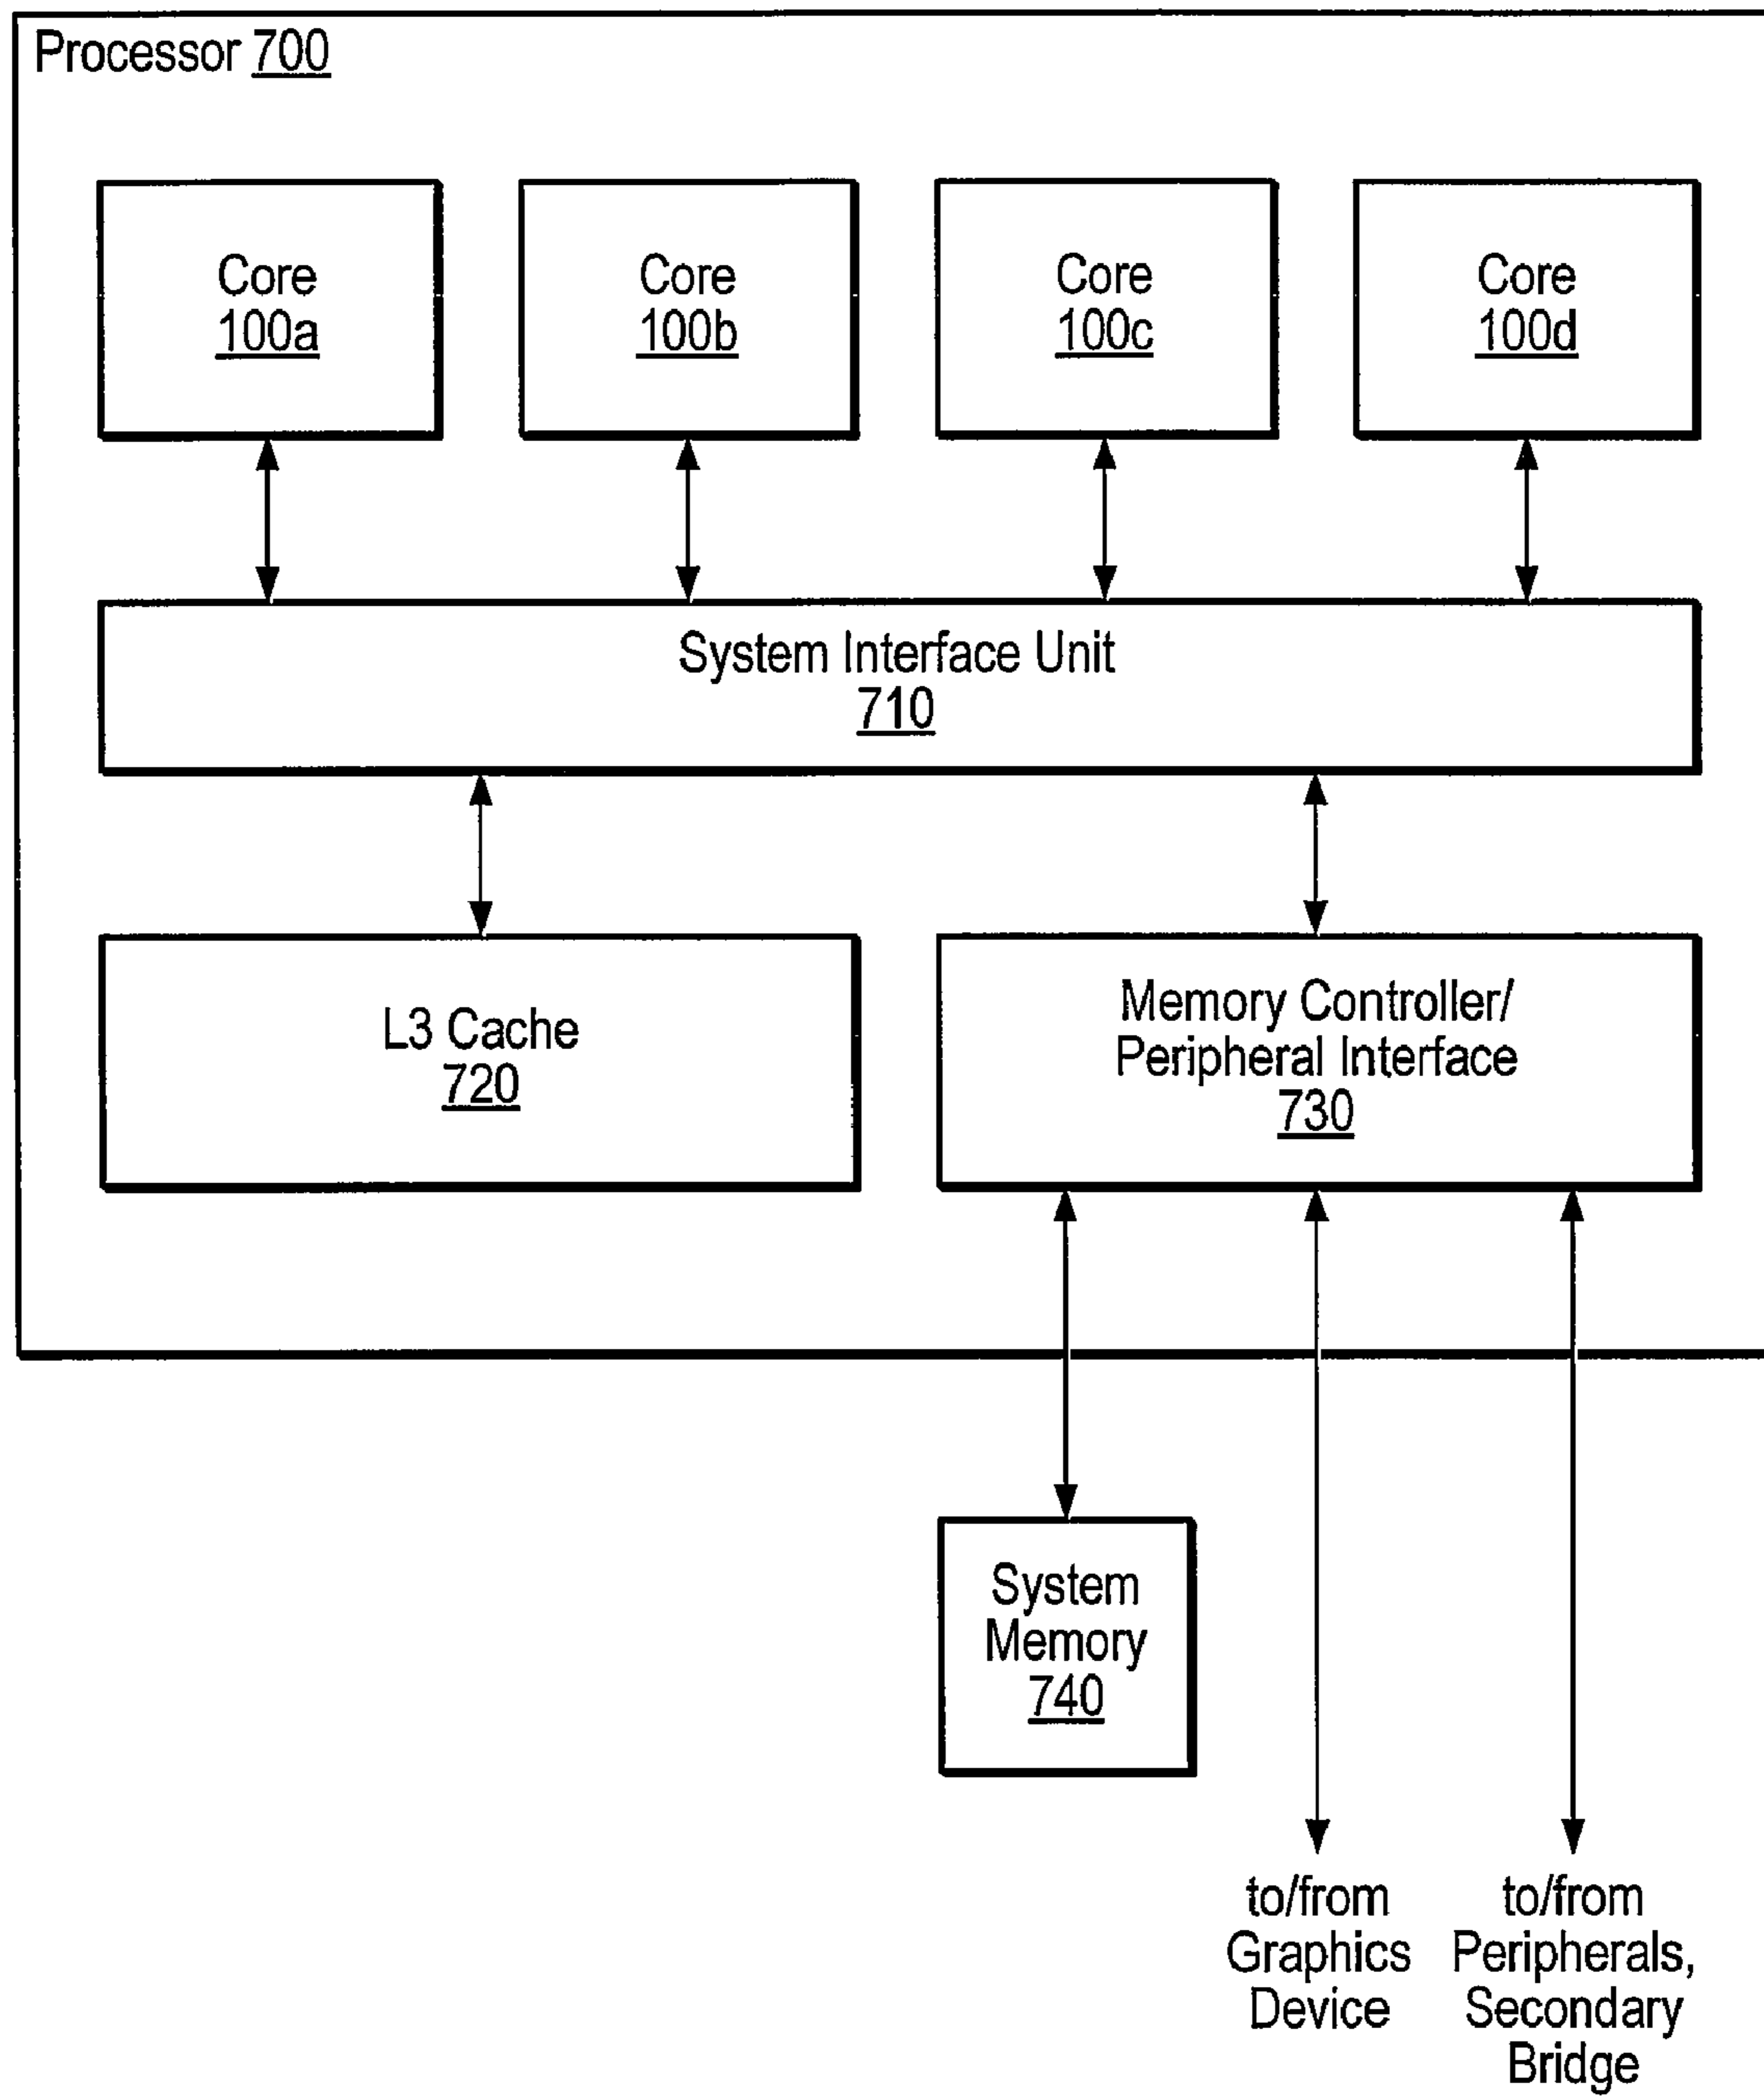 Processor 700
Core
100a
Core
100b
Core
100c
Core
100d
System Interface Unit
710
L3 Cache
720
Memory Controller/
Peripheral Interface
730
System
Memory
740
to/from
Graphics
Device
to/from
Peripherals,
Secondary
Bridge